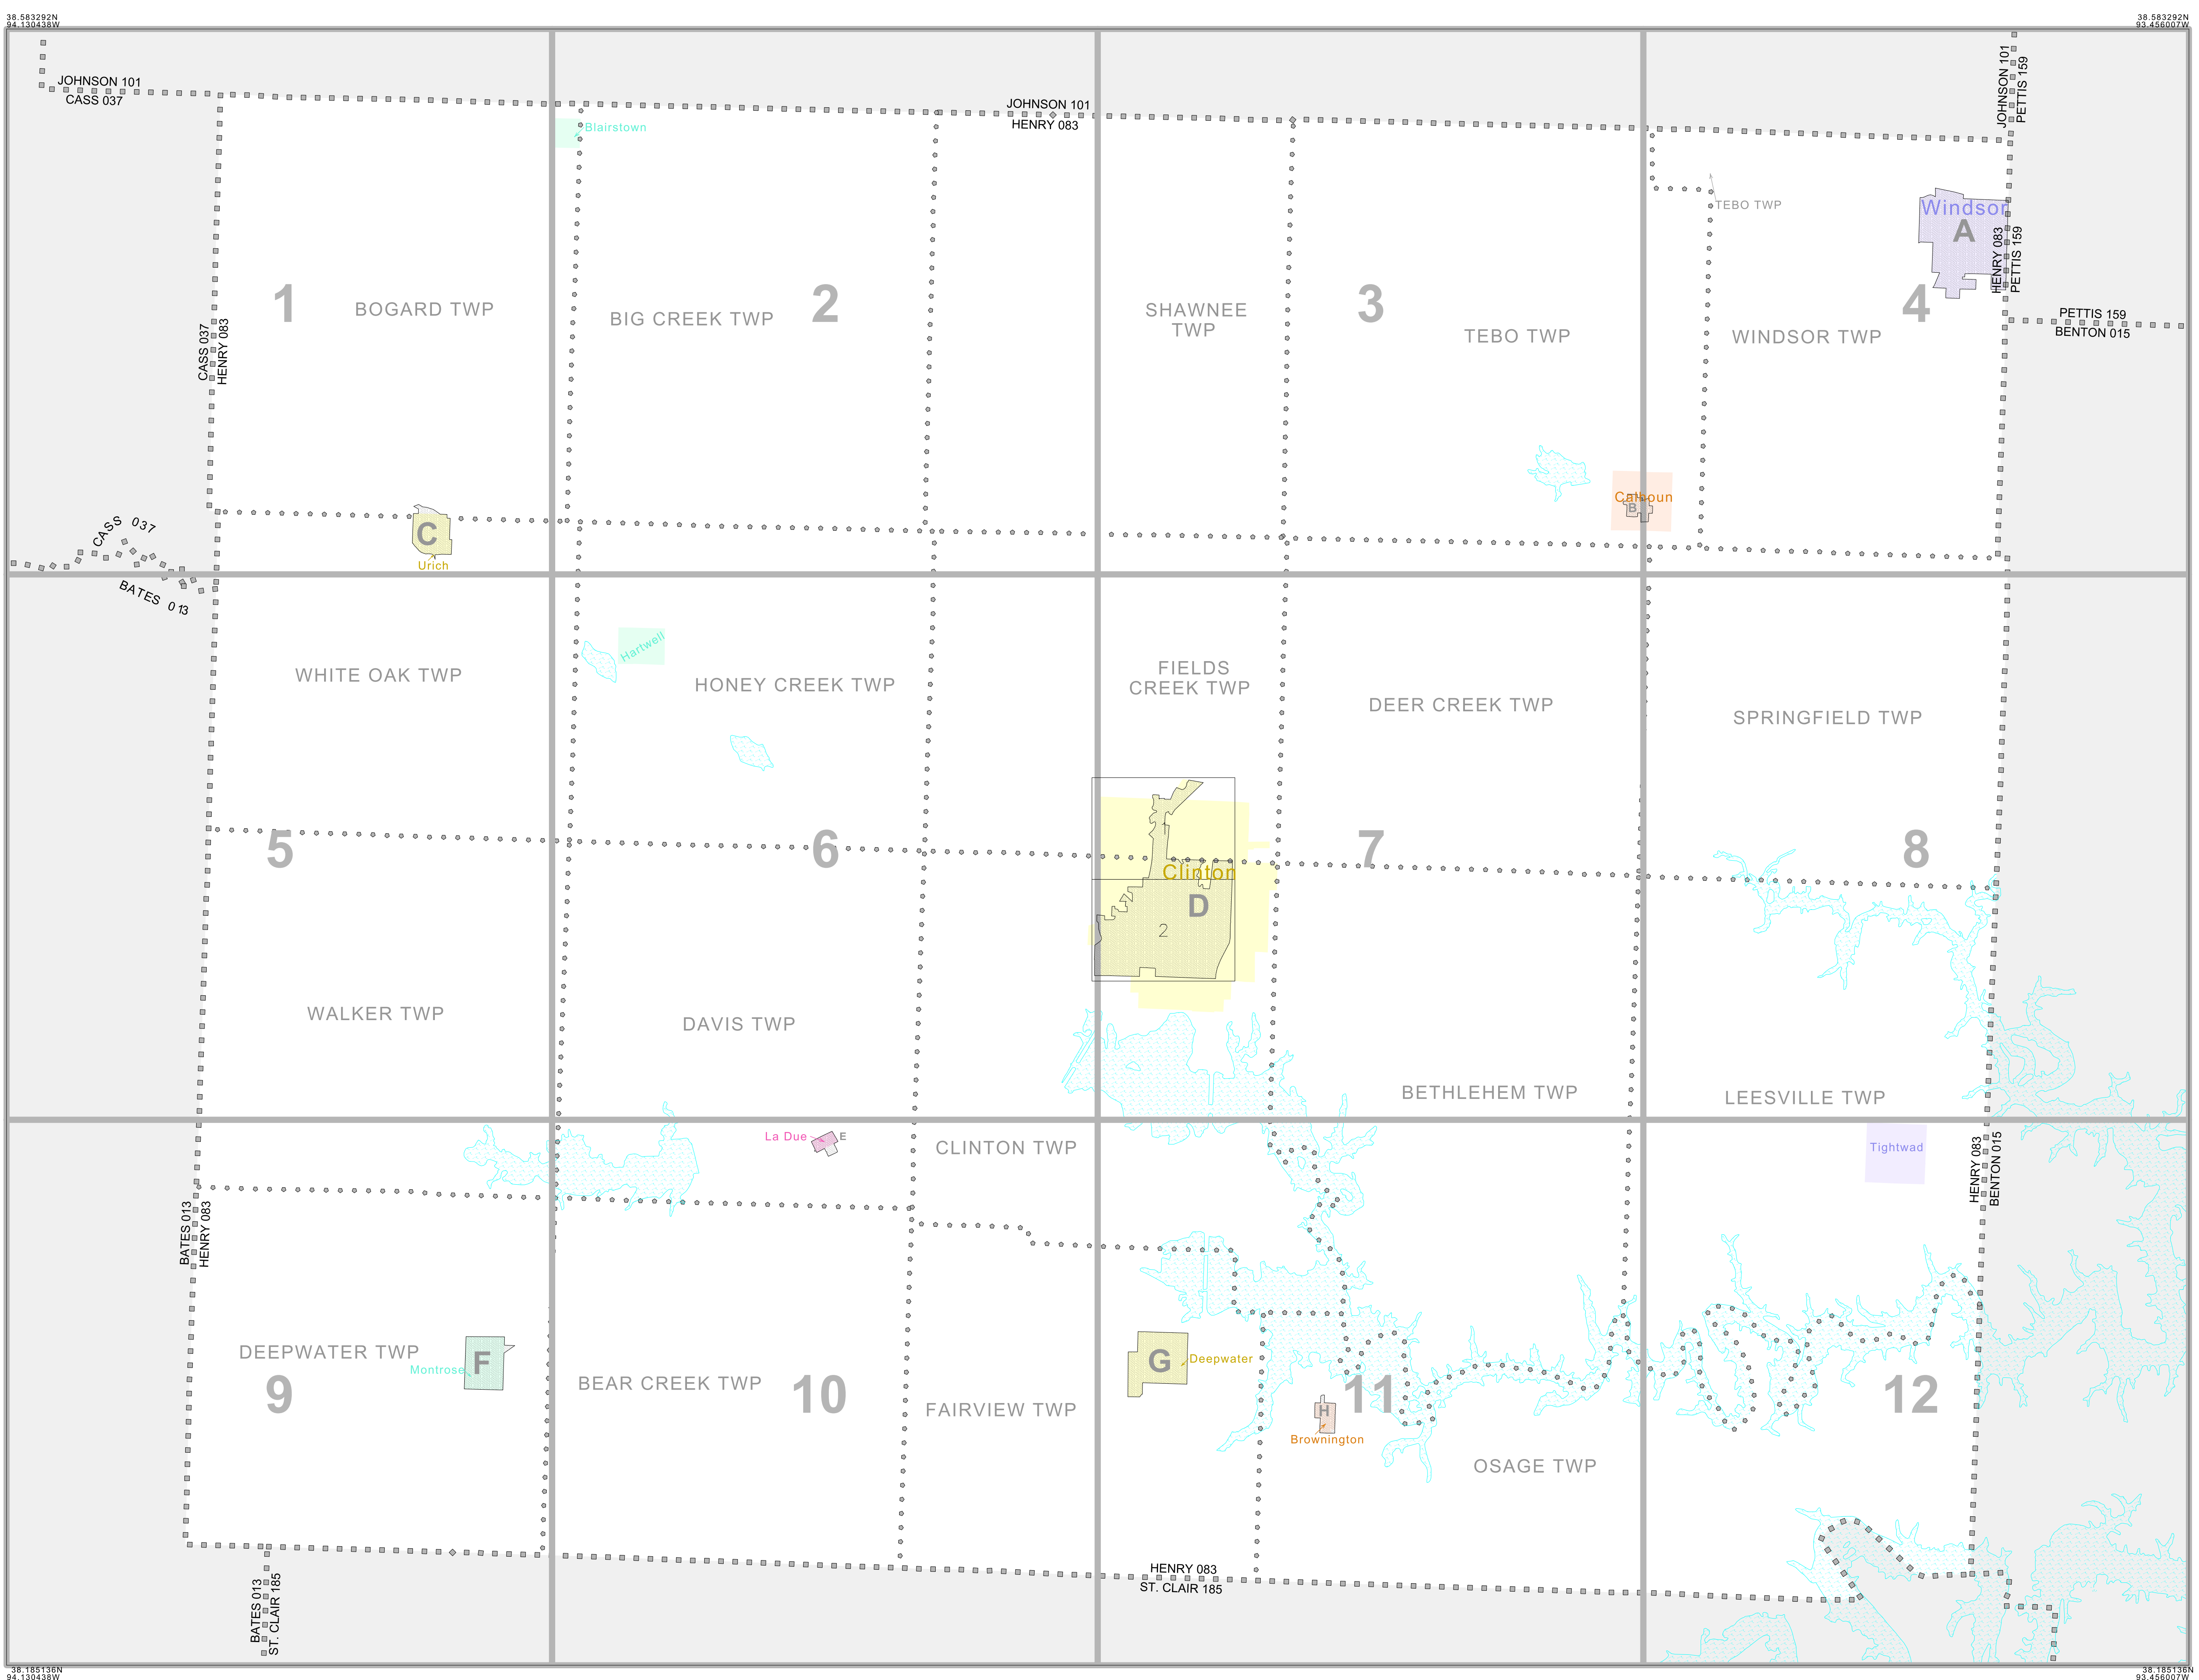 38.583292N
94.130438W
38.583292N
93.456007W
JOHNSON 101
CASS 037
JOHNSON 101
HENRY 083
JOHNSON 101
PETTIS 159
Blairstown
TEBO TWP
Windsor
A
HENRY 083
PETTIS 159
1
BOGARD TWP
BIG CREEK TWP
2
SHAWNEE
TWP
3
TEBO TWP
WINDSOR TWP
4
PETTIS 159
BENTON 015
CASS 037
HENRY 083
Calhoun
B
C
Urich
CASS 037
BATES 013
WHITE OAK TWP
Hartwell
HONEY CREEK TWP
FIELDS
CREEK TWP
DEER CREEK TWP
SPRINGFIELD TWP
1
5
6
7
8
Clinton
D
2
WALKER TWP
DAVIS TWP
BETHLEHEM TWP
LEESVILLE TWP
La Due
E
CLINTON TWP
Tightwad
HENRY 083
BENTON 015
BATES 013
HENRY 083
DEEPWATER TWP
Montrose
F
9
BEAR CREEK TWP
10
FAIRVIEW TWP
G
Deepwater
H
Brownington
11
12
OSAGE TWP
HENRY 083
ST. CLAIR 185
BATES 013
ST. CLAIR 185
38.185136N
94.130438W
38.185136N
93.456007W